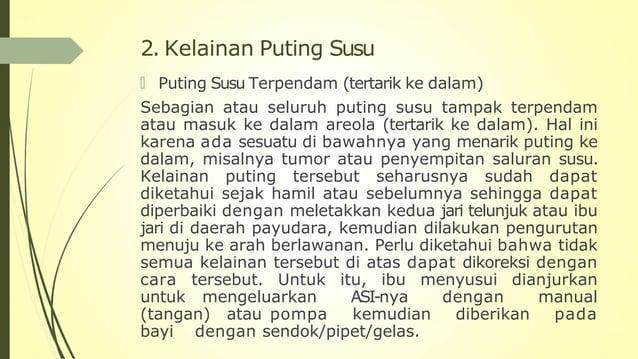 2. Kelainan Puting Susu
▯ Puting Susu Terpendam (tertarik ke dalam)
Sebagian atau seluruh puting susu tampak terpendam
atau masuk ke dalam areola (tertarik ke dalam). Hal ini
karena ada sesuatu di bawahnya yang menarik puting ke
dalam, misalnya tumor atau penyempitan saluran susu.
Kelainan puting tersebut seharusnya sudah dapat
diketahui sejak hamil atau sebelumnya sehingga dapat
diperbaiki dengan meletakkan kedua jari telunjuk atau ibu
jari di daerah payudara, kemudian dilakukan pengurutan
menuju ke arah berlawanan. Perlu diketahui bahwa tidak
semua kelainan tersebut di atas dapat dikoreksi dengan
cara tersebut. Untuk itu, ibu menyusui dianjurkan
untuk mengeluarkan ASI-nya dengan manual
(tangan) atau pompa kemudian diberikan pada
bayi dengan sendok/pipet/gelas.